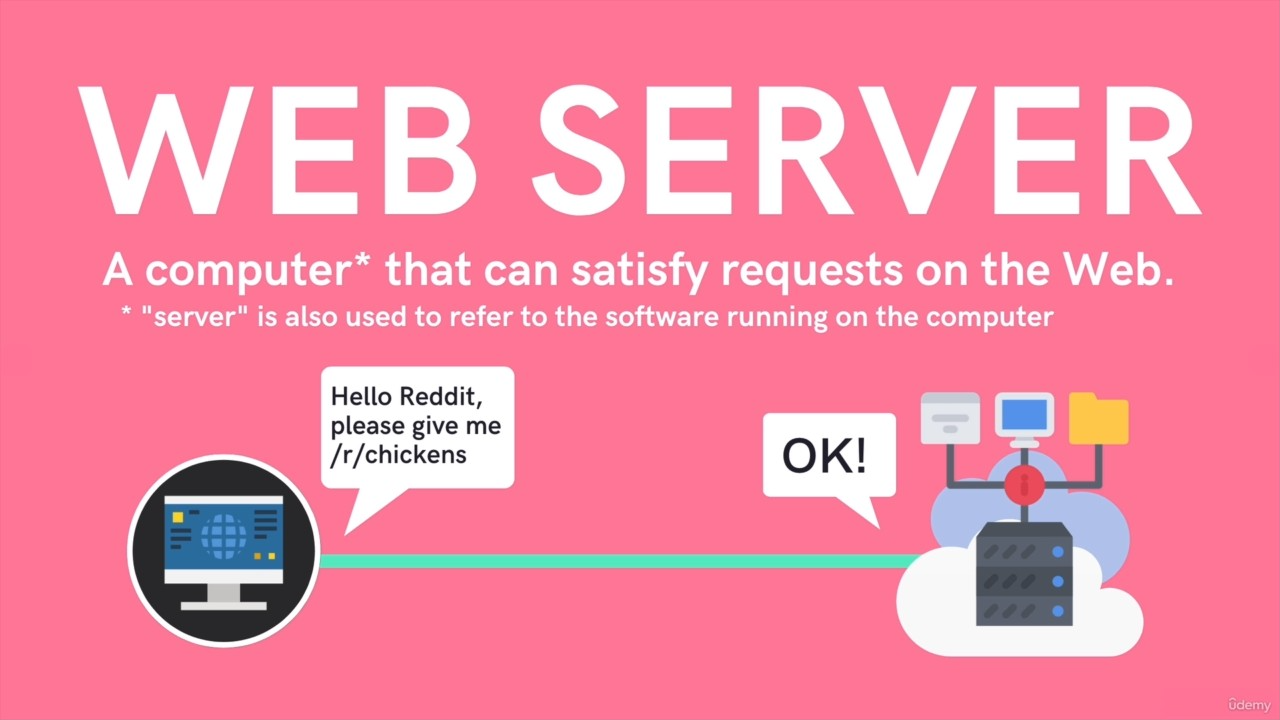 WEB SERVER
A computer* that can satisfy requests on the Web.
* "server" is also used to refer to the software running on the computer
Hello Reddit,
please give me
/r/chickens
OK!
ûdemy